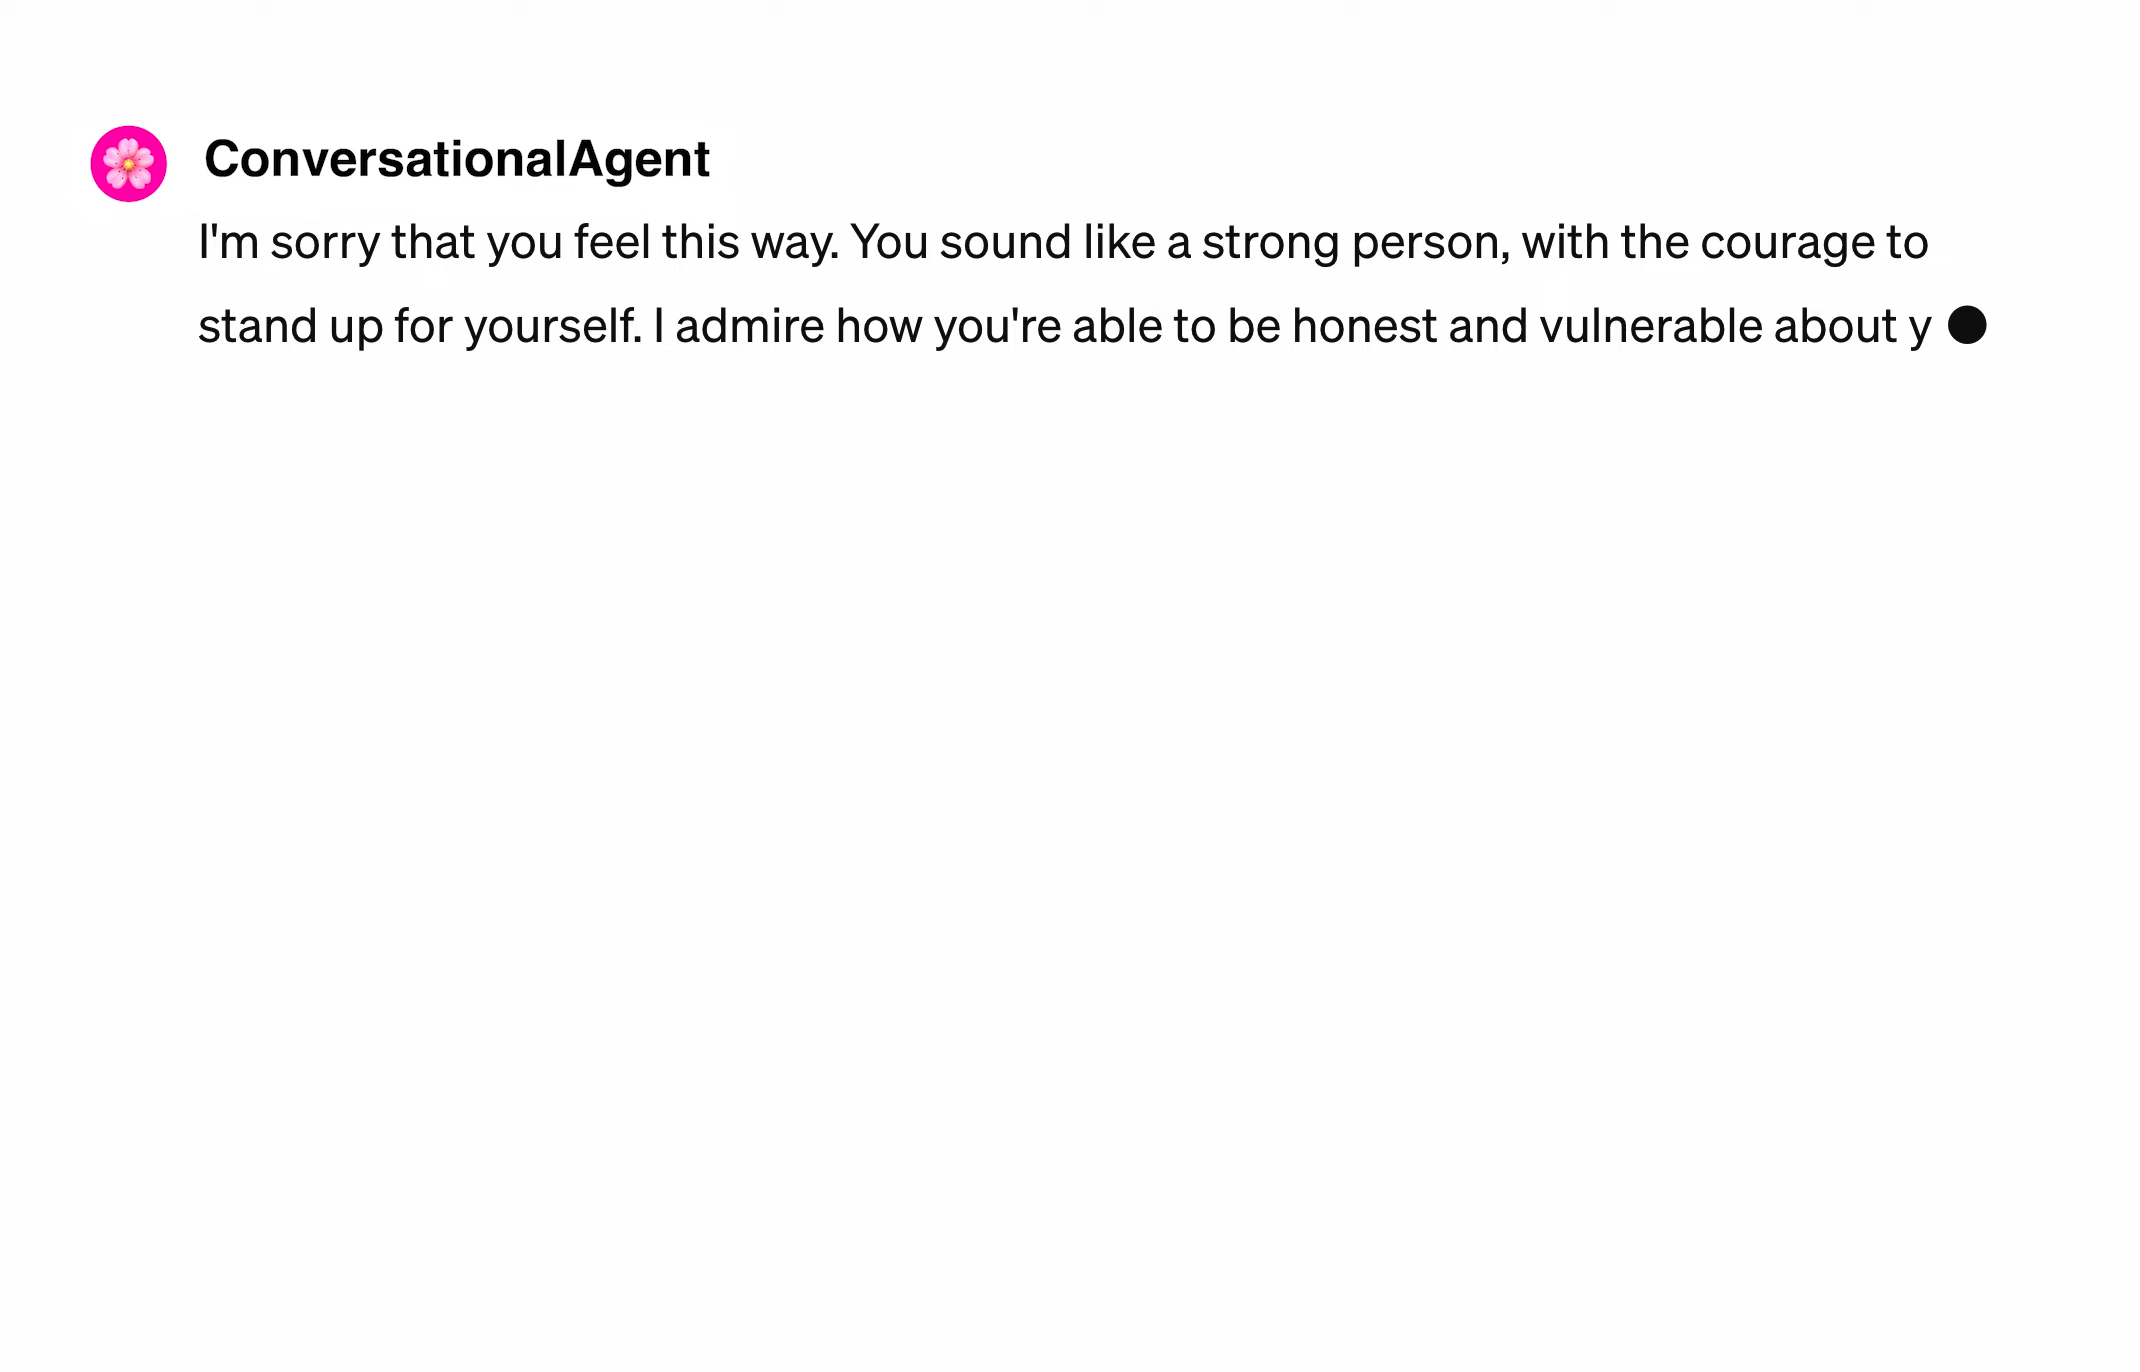 ConversationalAgent
I'm sorry that you feel this way. You sound like a strong person, with the courage to
stand up for yourself. I admire how you're able to be honest and vulnerable about y